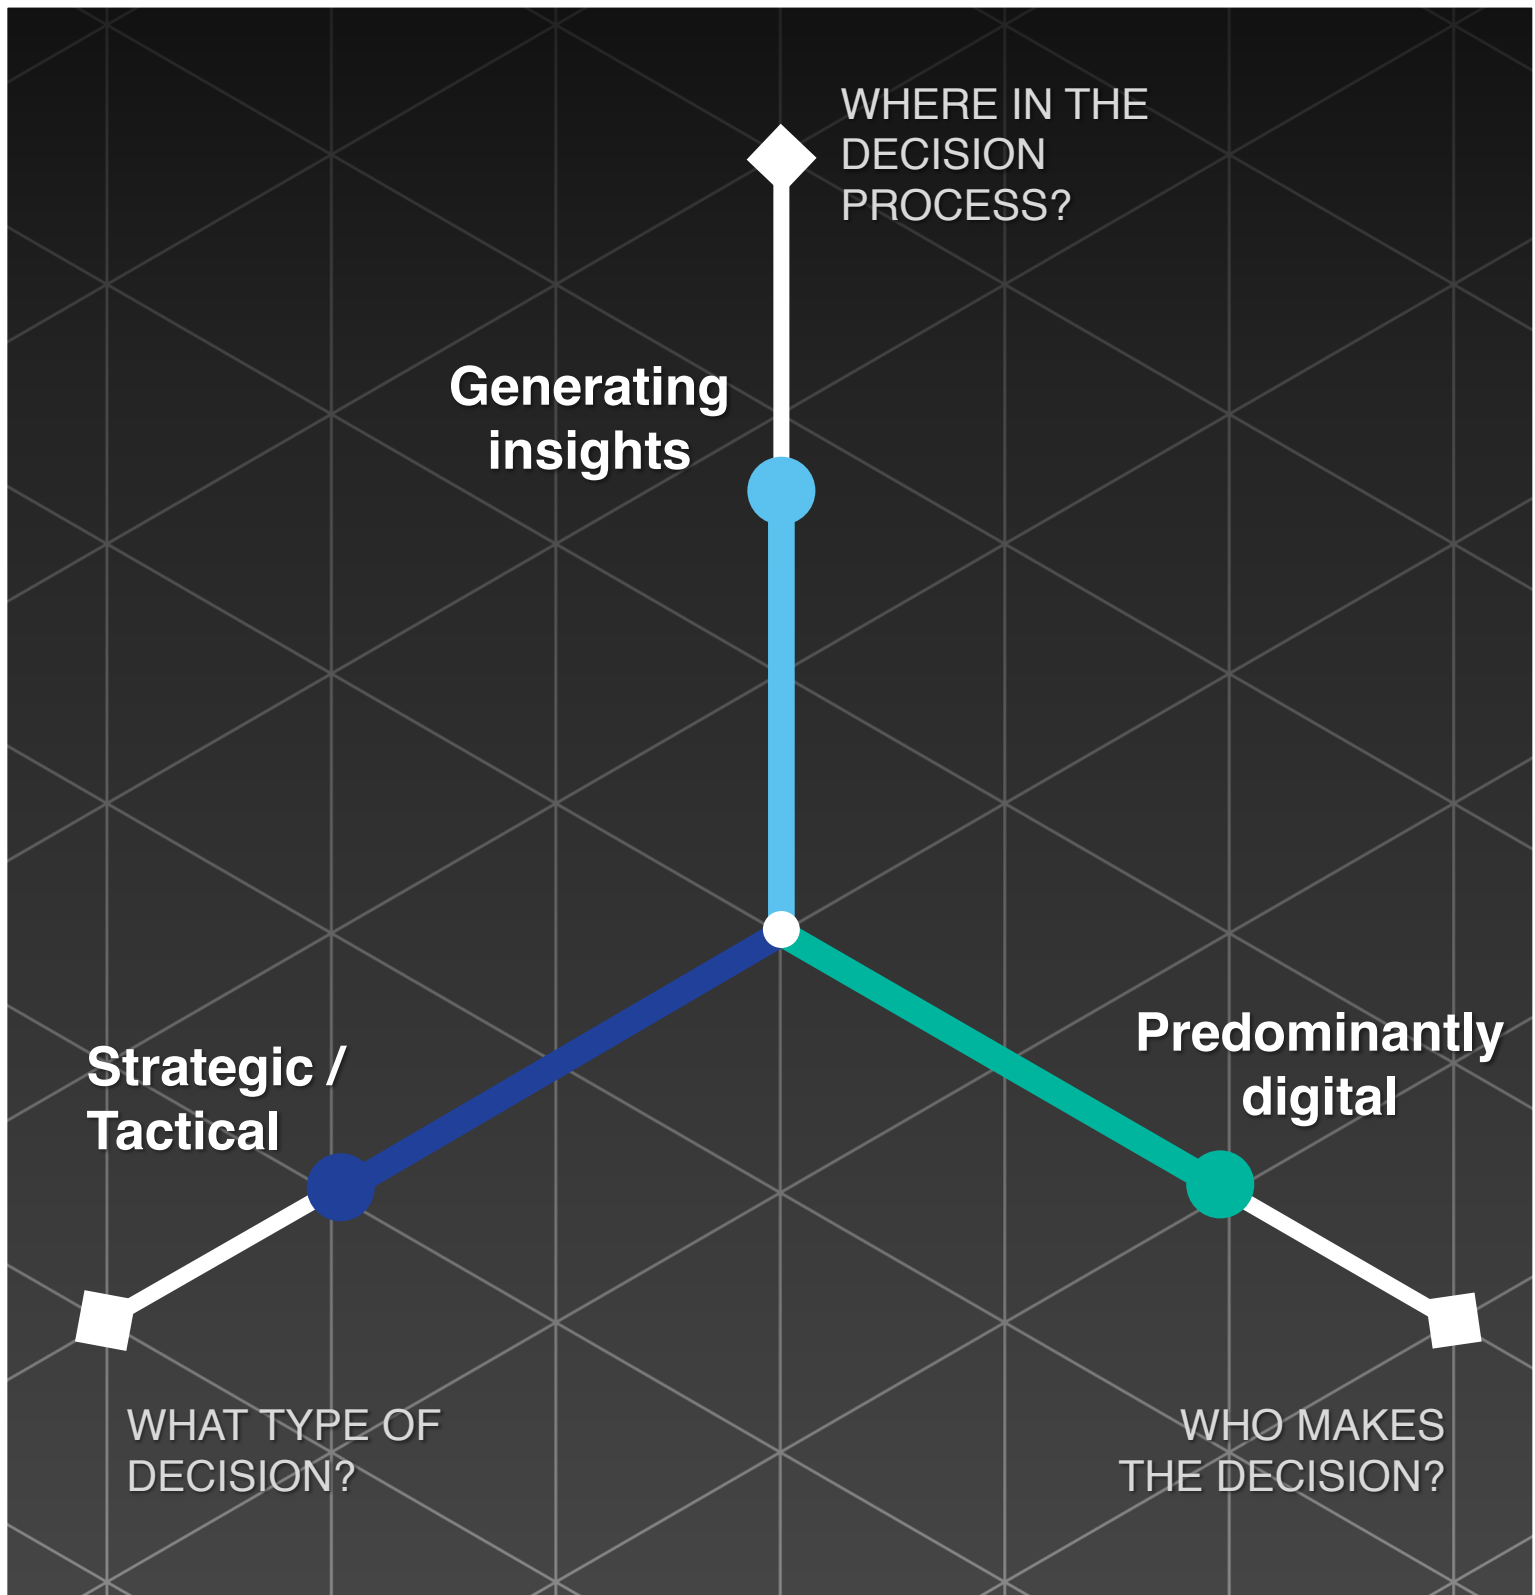 WHERE IN THE
DECISION
PROCESS?
Generating
insights
Strategic /
Tactical
Predominantly
digital
WHAT TYPE OF
DECISION?
WHO MAKES
THE DECISION?